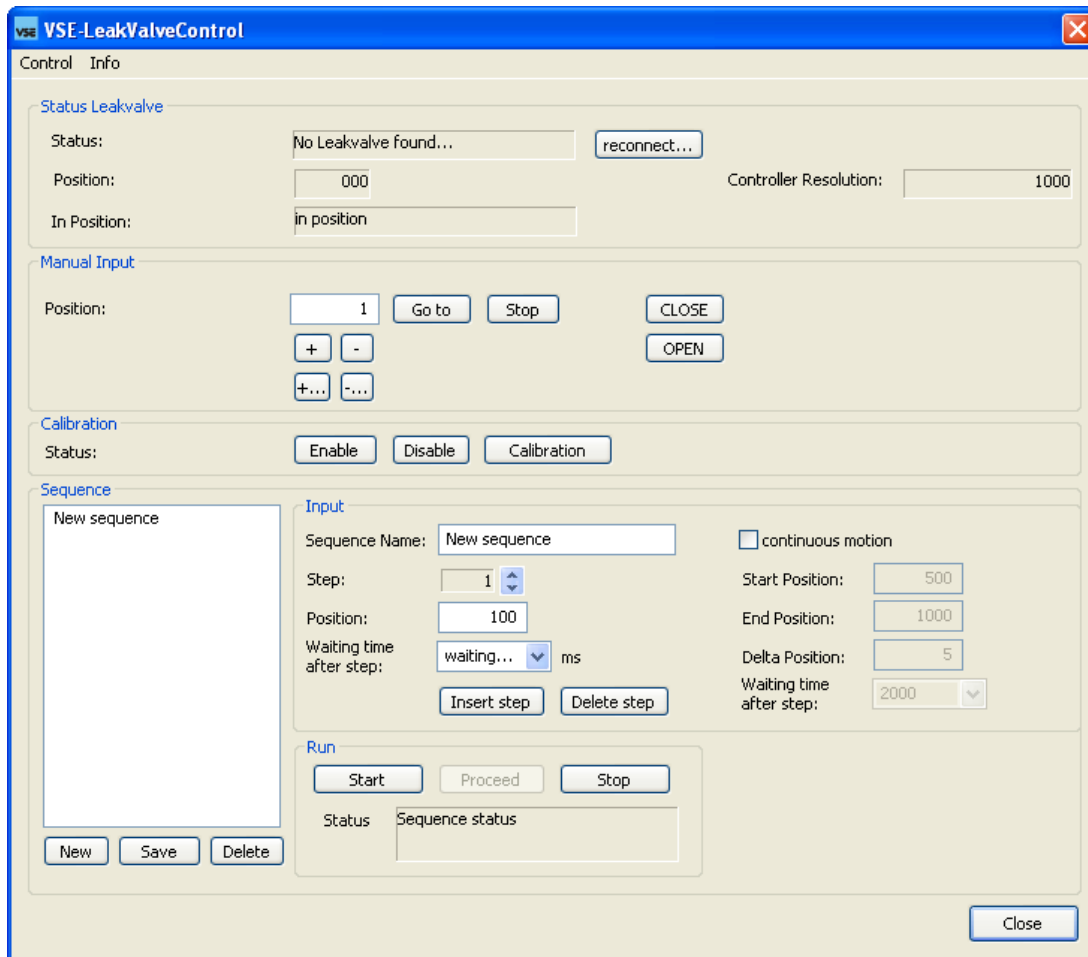 VSE VSE-LeakValveControl
Control Info
Status Leakvalve
Status: No Leakvalve found... reconnect...
Position: 000 Controller Resolution: 1000
In Position: in position
Manual Input
Position: 1 Go to Stop CLOSE
+ - OPEN
+... -...
Calibration
Status: Enable Disable Calibration
Sequence
New sequence
Input
Sequence Name: New sequence continuous motion
Step: 1 Start Position: 500
Position: 100 End Position: 1000
Waiting time
after step: waiting... ms Delta Position: 5
Insert step Delete step Waiting time
after step: 2000
Run
Start Proceed Stop
Status Sequence status
New Save Delete
Close